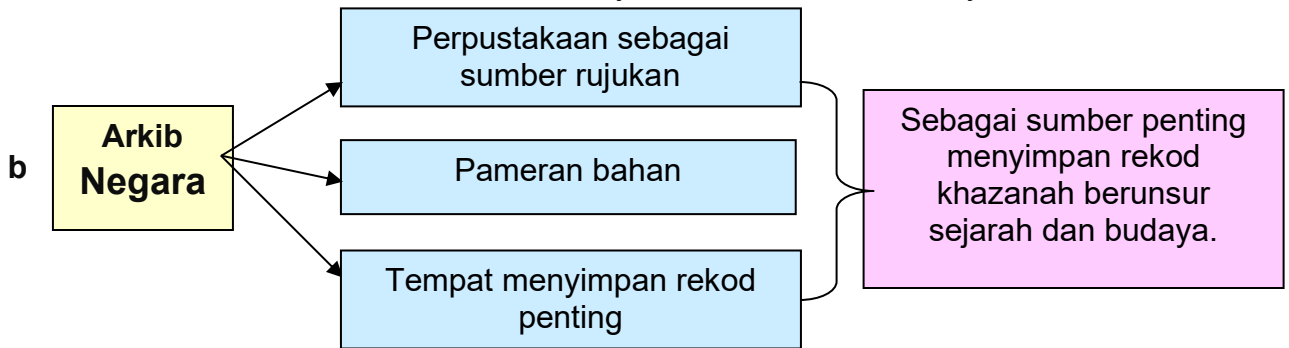 b
Arkib
Negara
Perpustakaan sebagai
sumber rujukan
Pameran bahan
Tempat menyimpan rekod
penting
Sebagai sumber penting
menyimpan rekod
khazanah berunsur
sejarah dan budaya.